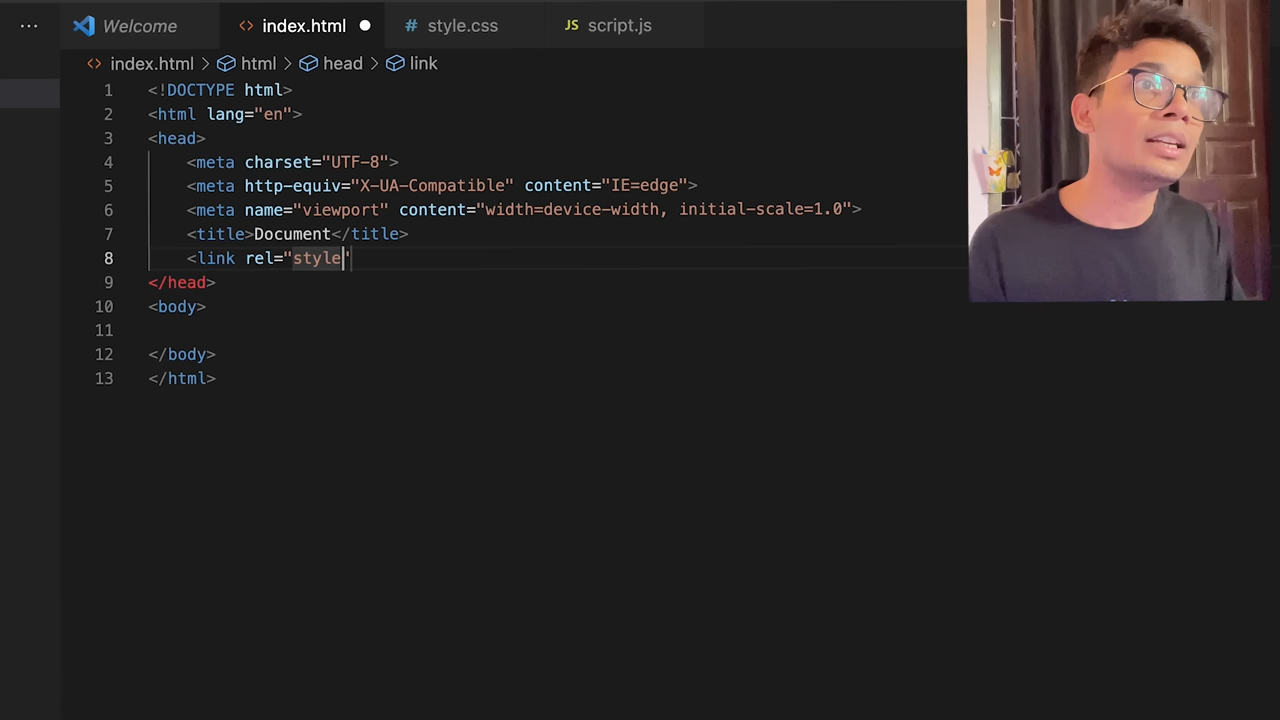 Welcome
index.html
# style.css
JS script.js
index.html > html > head > link
1 <!DOCTYPE html>
2 <html lang="en">
3 <head>
4 <meta charset="UTF-8">
5 <meta http-equiv="X-UA-Compatible" content="IE=edge">
6 <meta name="viewport" content="width=device-width, initial-scale=1.0">
7 <title>Document</title>
8 <link rel="style"
9 </head>
10 <body>
11
12 </body>
13 </html>